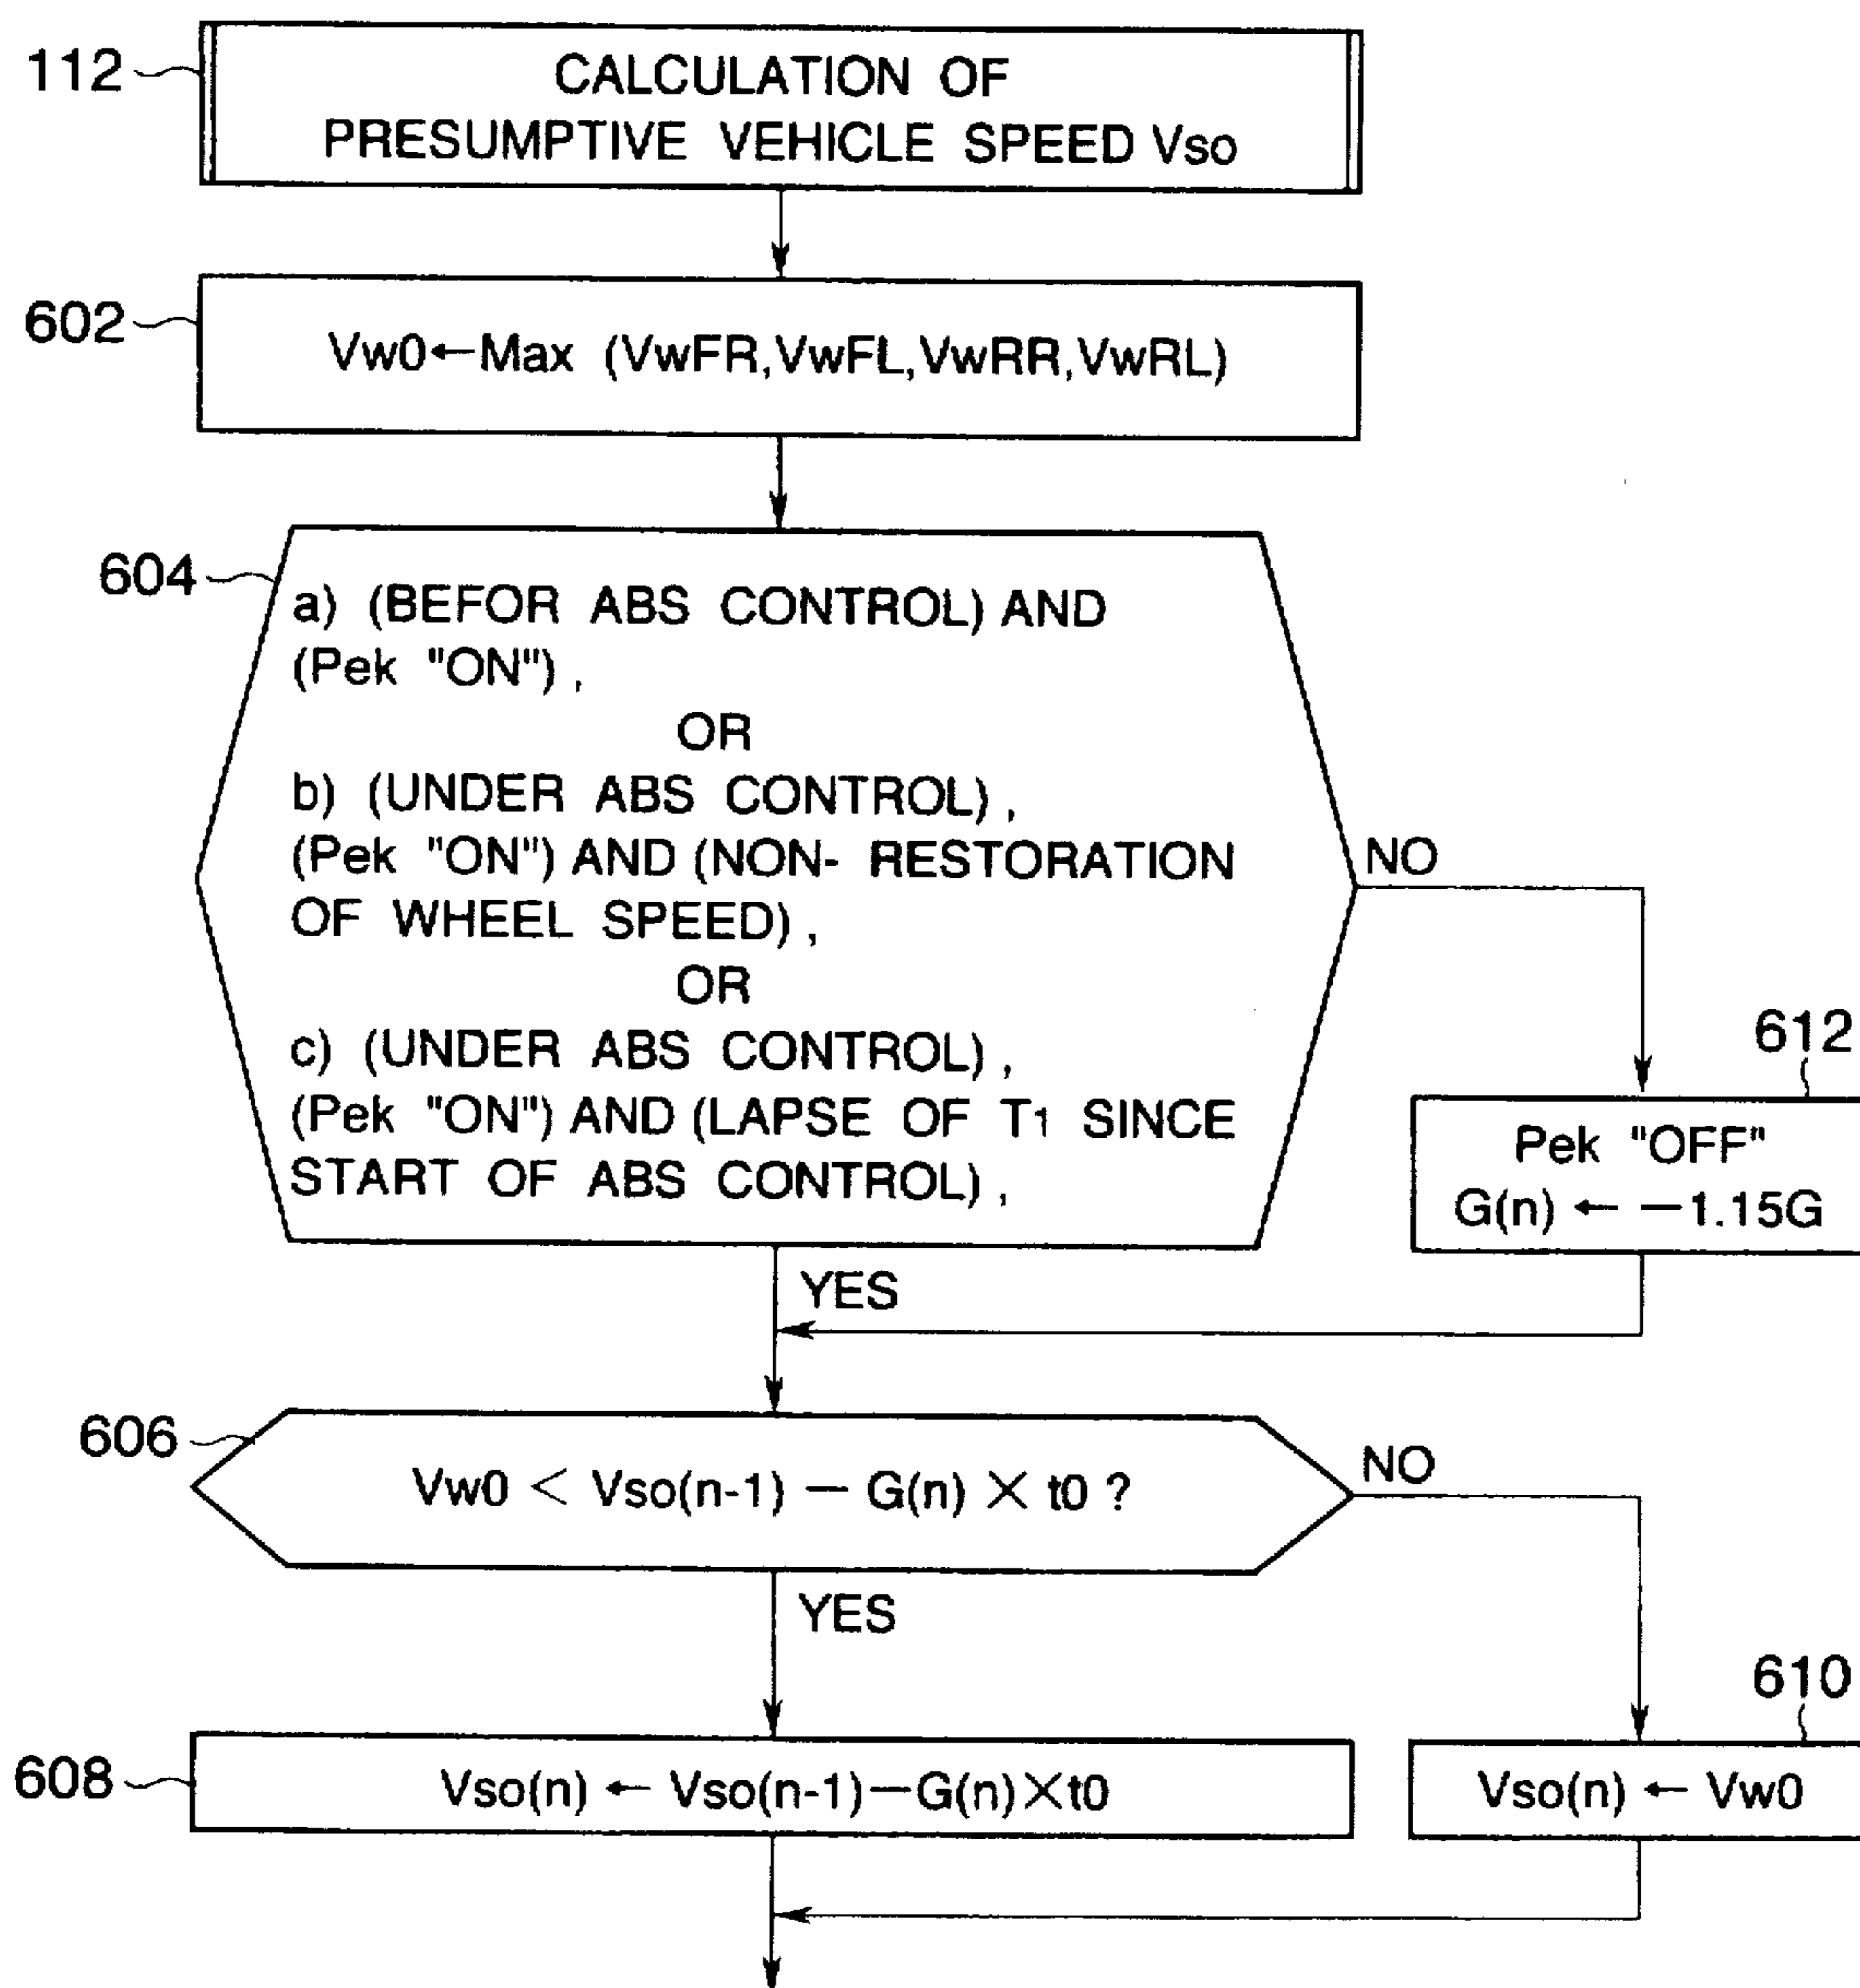 112
CALCULATION OF
PRESUMPTIVE VEHICLE SPEED Vso
602
Vw0←Max (VwFR,VwFL,VwRR,VwRL)
604
a) (BEFOR ABS CONTROL) AND
(Pek "ON"),
OR
b) (UNDER ABS CONTROL),
(Pek "ON") AND (NON- RESTORATION
OF WHEEL SPEED),
OR
c) (UNDER ABS CONTROL),
(Pek "ON") AND (LAPSE OF T1 SINCE
START OF ABS CONTROL),
NO
612
Pek "OFF"
G(n) ← —1.15G
YES
606
Vw0 < Vso(n-1) — G(n) × t0 ?
NO
YES
608
Vso(n) ← Vso(n-1)—G(n)×t0
610
Vso(n) ← Vw0